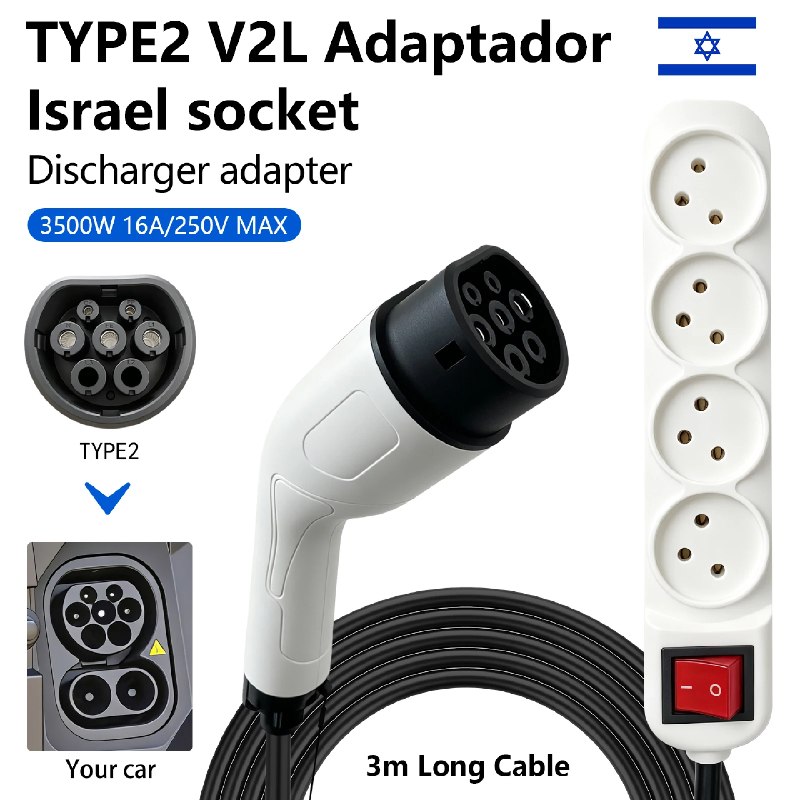 TYPE2 V2L Adaptador
Israel socket
Discharger adapter
3500W 16A/250V MAX
TYPE2
Your car
3m Long Cable